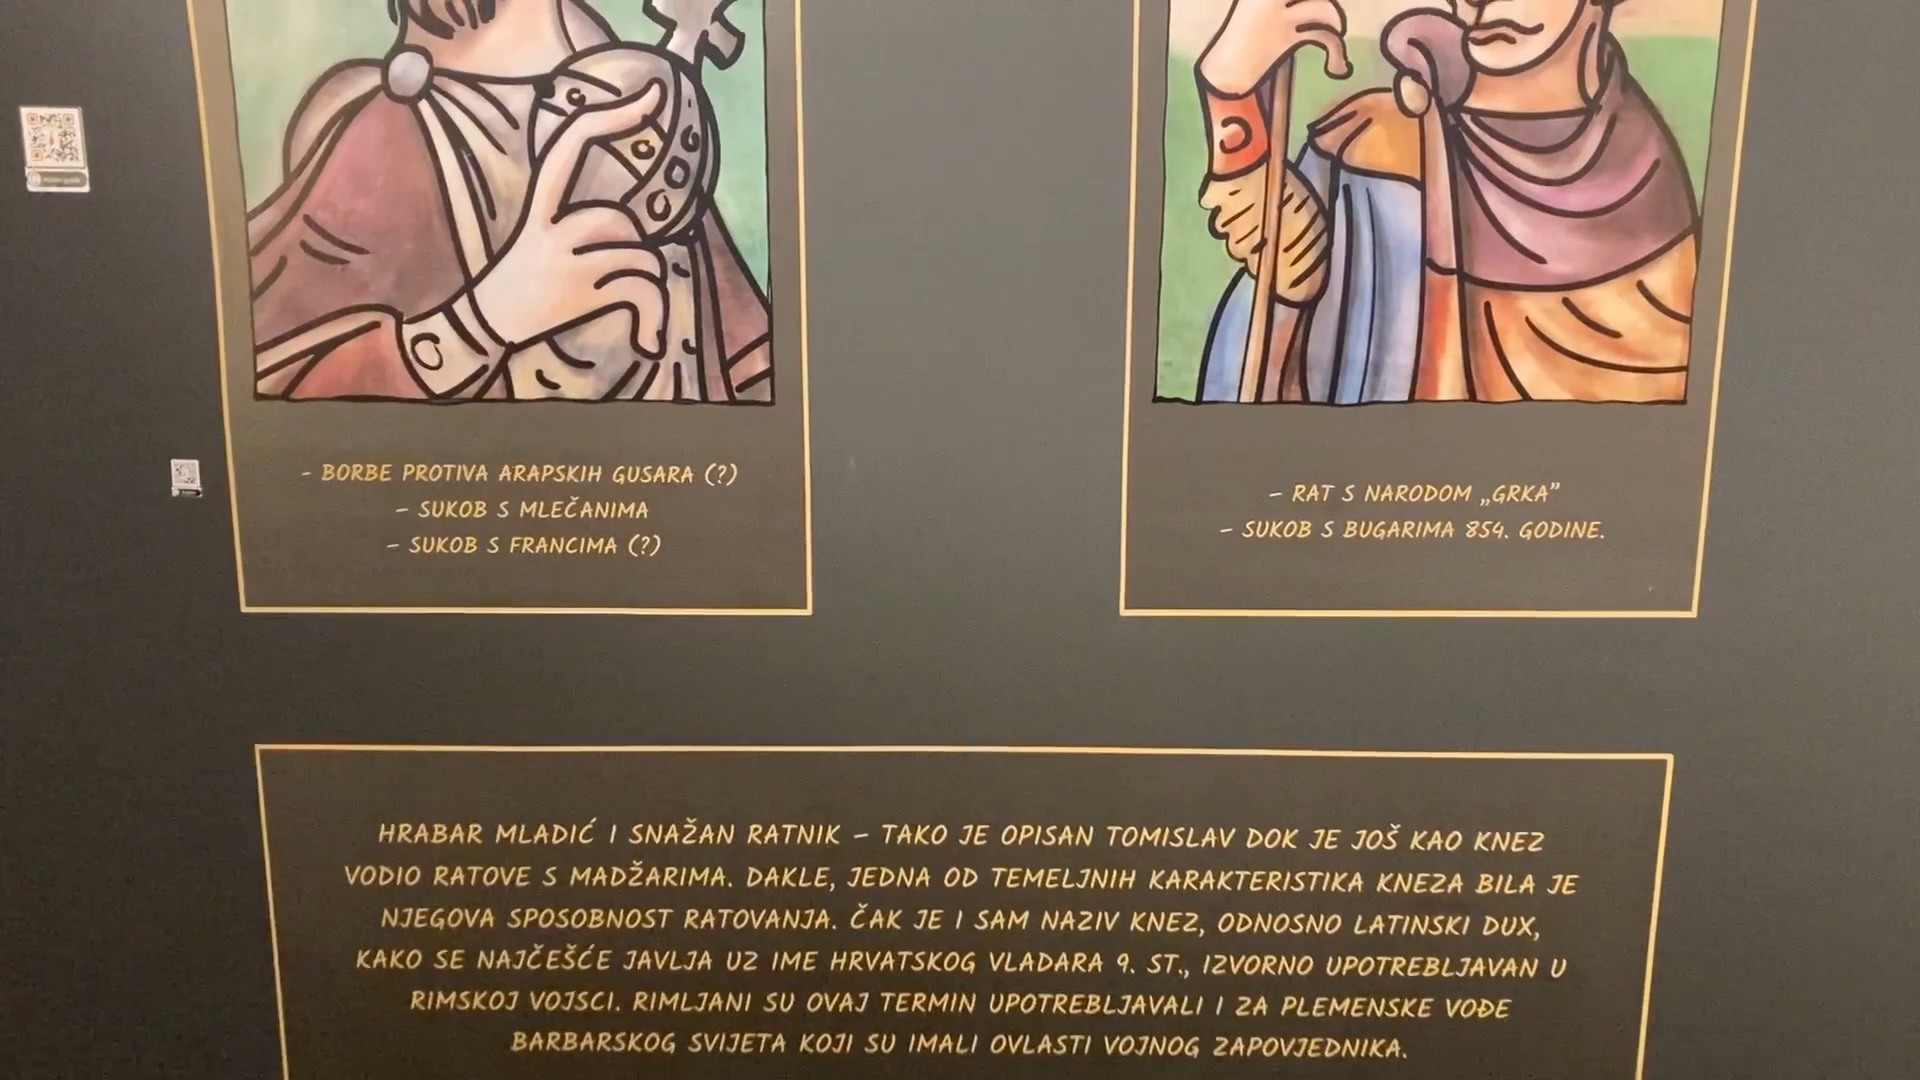 – BORBE PROTIVA ARAPSKIH GUSARA (?)
– SUKOB S MLEČANIMA
– SUKOB S FRANCIMA (?)
– RAT S NARODOM „GRKA”
– SUKOB S BUGARIMA 854. GODINE.
HRABAR MLADIĆ I SNAŽAN RATNIK – TAKO JE OPISAN TOMISLAV DOK JE JOŠ KAO KNEZ
VODIO RATOVE S MADŽARIMA. DAKLE, JEDNA OD TEMELJNIH KARAKTERISTIKA KNEZA BILA JE
NJEGOVA SPOSOBNOST RATOVANJA. ČAK JE I SAM NAZIV KNEZ, ODNOSNO LATINSKI DUX,
KAKO SE NAJČEŠĆE JAVLJA UZ IME HRVATSKOG VLADARA 9. ST., IZVORNO UPOTREBLJAVAN U
RIMSKOJ VOJSCI. RIMLJANI SU OVAJ TERMIN UPOTREBLJAVALI I ZA PLEMENSKE VOĐE
BARBARSKOG SVIJETA KOJI SU IMALI OVLASTI VOJNOG ZAPOVJEDNIKA.